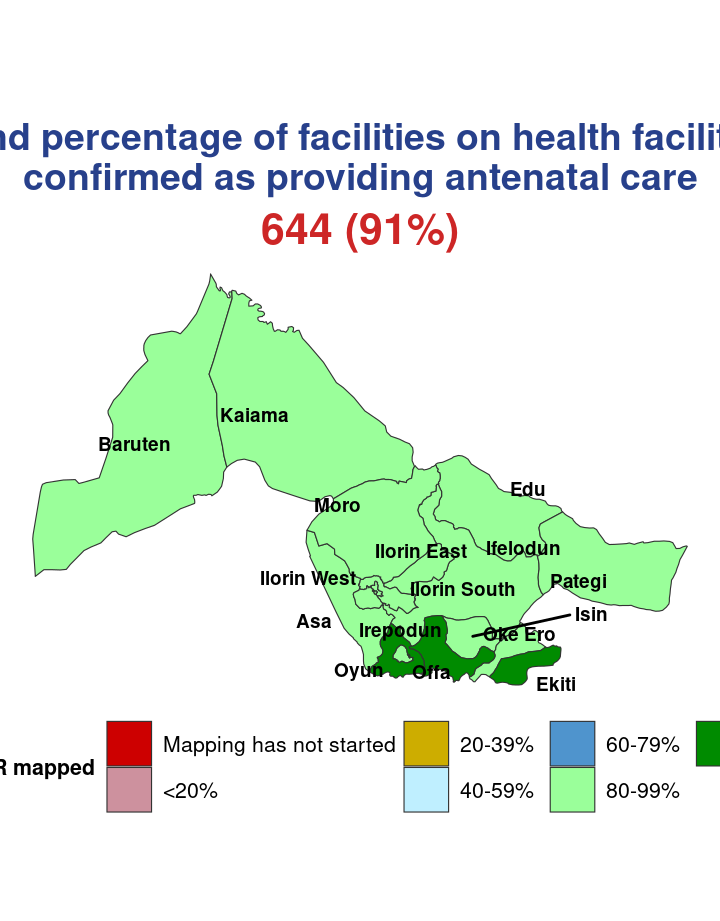 nd percentage of facilities on health facilit
confirmed as providing antenatal care
644 (91%)
Kaiama
Baruten
Edu
Moro
Ilorin East
Ifelodun
Ilorin West
Pategi
Ilorin South
Isin
Asa
Irepodun
Oke Ero
Oyun
Offa
Ekiti
R mapped
Mapping has not started
20-39%
60-79%
<20%
40-59%
80-99%